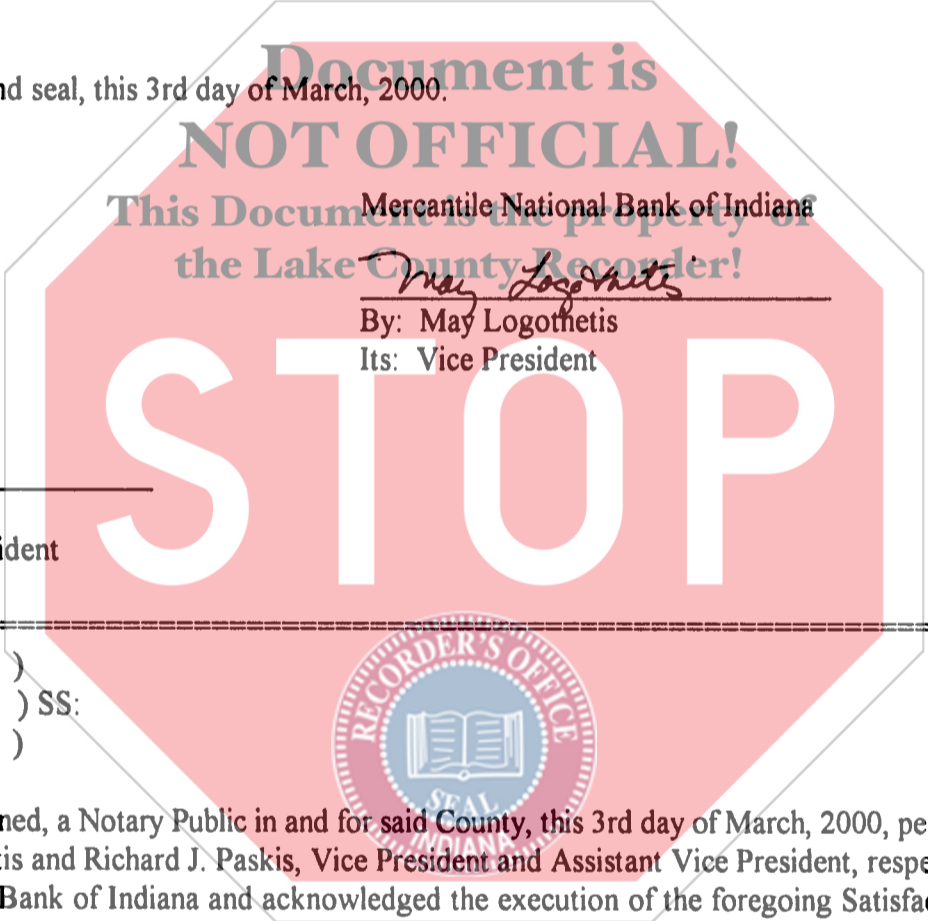 Document is
nd seal, this 3rd day of March, 2000.
NOT OFFICIAL!
This Document is the property of
Mercantile National Bank of Indiana
the Lake County Recorder!
May Logothetis
By: May Logothetis
Its: Vice President
STOP
ident
)
) SS:
)
RECORDER'S OFFICE
SEAL
INDIANA
ned, a Notary Public in and for said County, this 3rd day of March, 2000, pe
tis and Richard J. Paskis, Vice President and Assistant Vice President, respe
Bank of Indiana and acknowledged the execution of the foregoing Satisfa